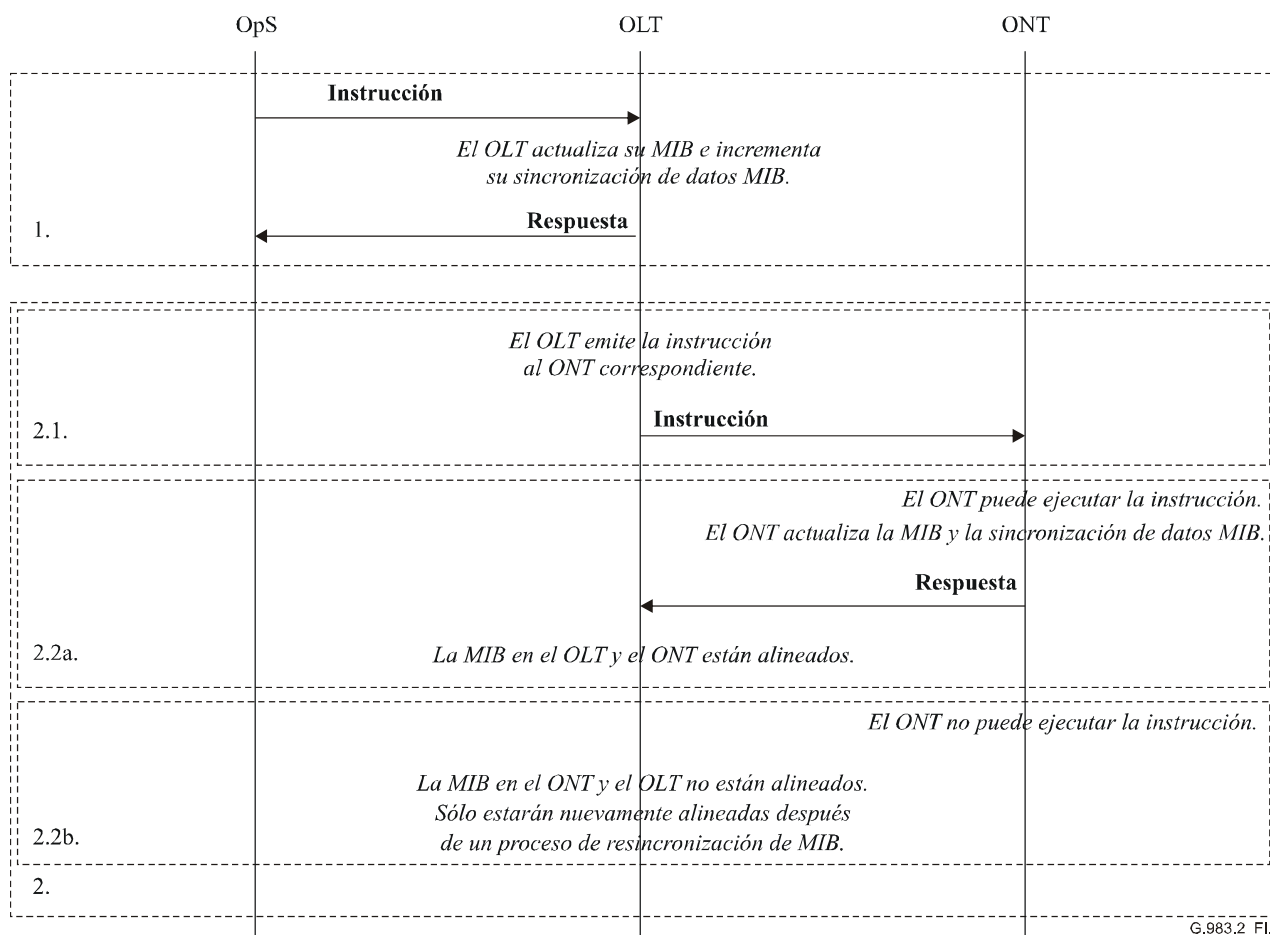 OpS OLT ONT
Instrucción
El OLT actualiza su MIB e incrementa
su sincronización de datos MIB.
Respuesta
1.
El OLT emite la instrucción
al ONT correspondiente.
Instrucción
2.1.
El ONT puede ejecutar la instrucción.
El ONT actualiza la MIB y la sincronización de datos MIB.
Respuesta
2.2a.
La MIB en el OLT y el ONT están alineados.
El ONT no puede ejecutar la instrucción.
La MIB en el ONT y el OLT no están alineados.
Sólo estarán nuevamente alineadas después
de un proceso de resincronización de MIB.
2.2b.
2.
G.983.2_FI.